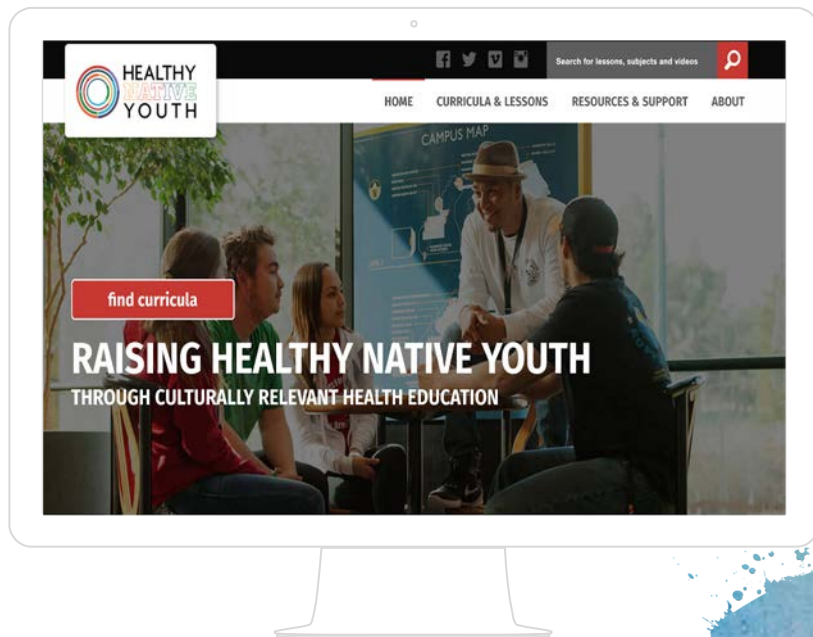 HEALTHY
NATIVE
YOUTH
Search for lessons, subjects and videos
HOME CURRICULA & LESSONS RESOURCES & SUPPORT ABOUT
CAMPUS MAP
find curricula
RAISING HEALTHY NATIVE YOUTH
THROUGH CULTURALLY RELEVANT HEALTH EDUCATION